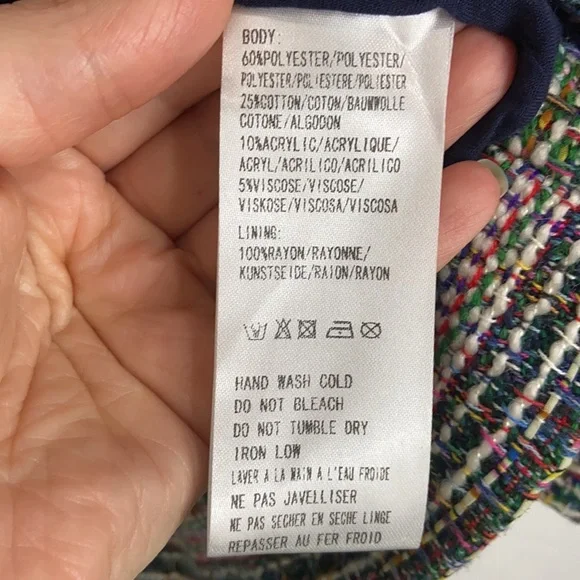 BODY:
60%POLYESTER/POLYESTER/
POLYESTER/POLIESTERE/POLIESTER
25%COTTON/COTON/BAUMWOLLE
COTONE/ALGODON
10%ACRYLIC/ACRYLIQUE/
ACRYL/ACRILICO/ACRILICO
5%VISCOSE/VISCOSE/
VISKOSE/VISCOSA/VISCOSA
LINING:
100%RAYON/RAYONNE/
KUNSTSEIDE/RAION/RAYON
HAND WASH COLD
DO NOT BLEACH
DO NOT TUMBLE DRY
IRON LOW
LAVER A LA MAIN A L'EAU FROIDE
NE PAS JAVELLISER
NE PAS SECHER EN SECHE LINGE
REPASSER AU FER FROID